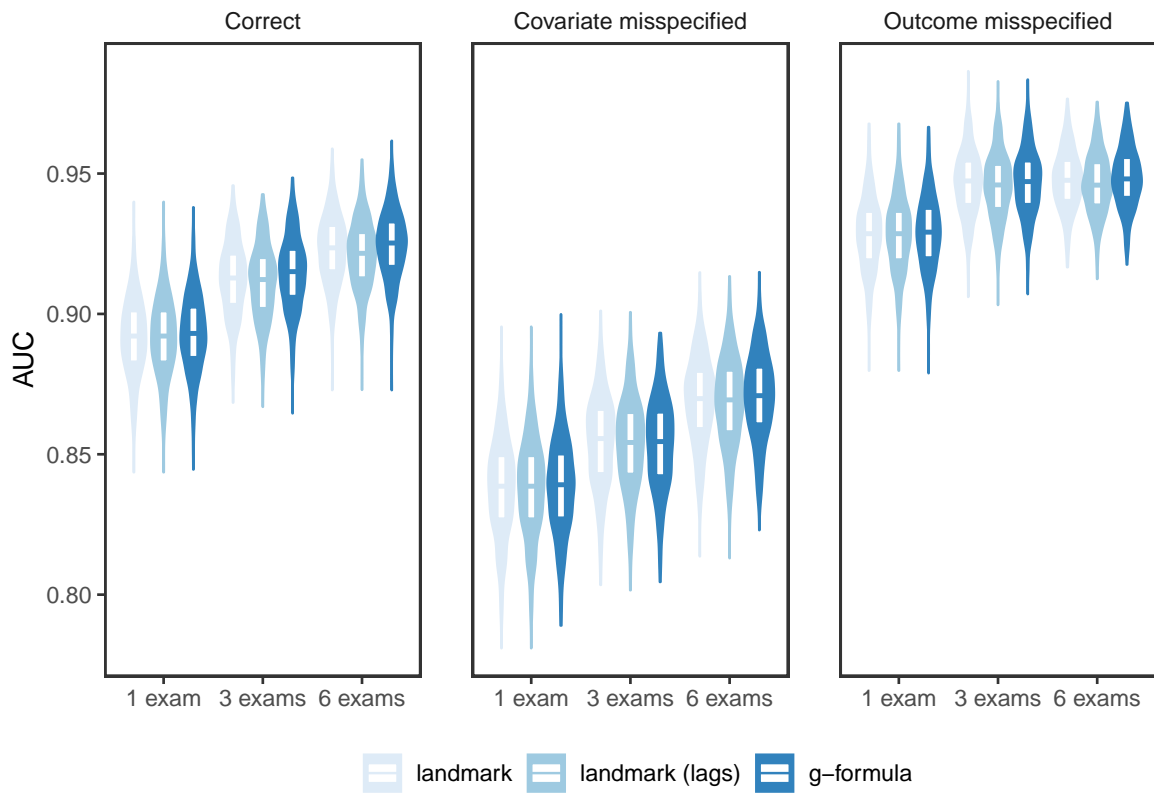 Correct
Covariate misspecified
Outcome misspecified
AUC
0.95
0.90
0.85
0.80
1 exam 3 exams 6 exams
1 exam 3 exams 6 exams
1 exam 3 exams 6 exams
landmark landmark (lags) g−formula